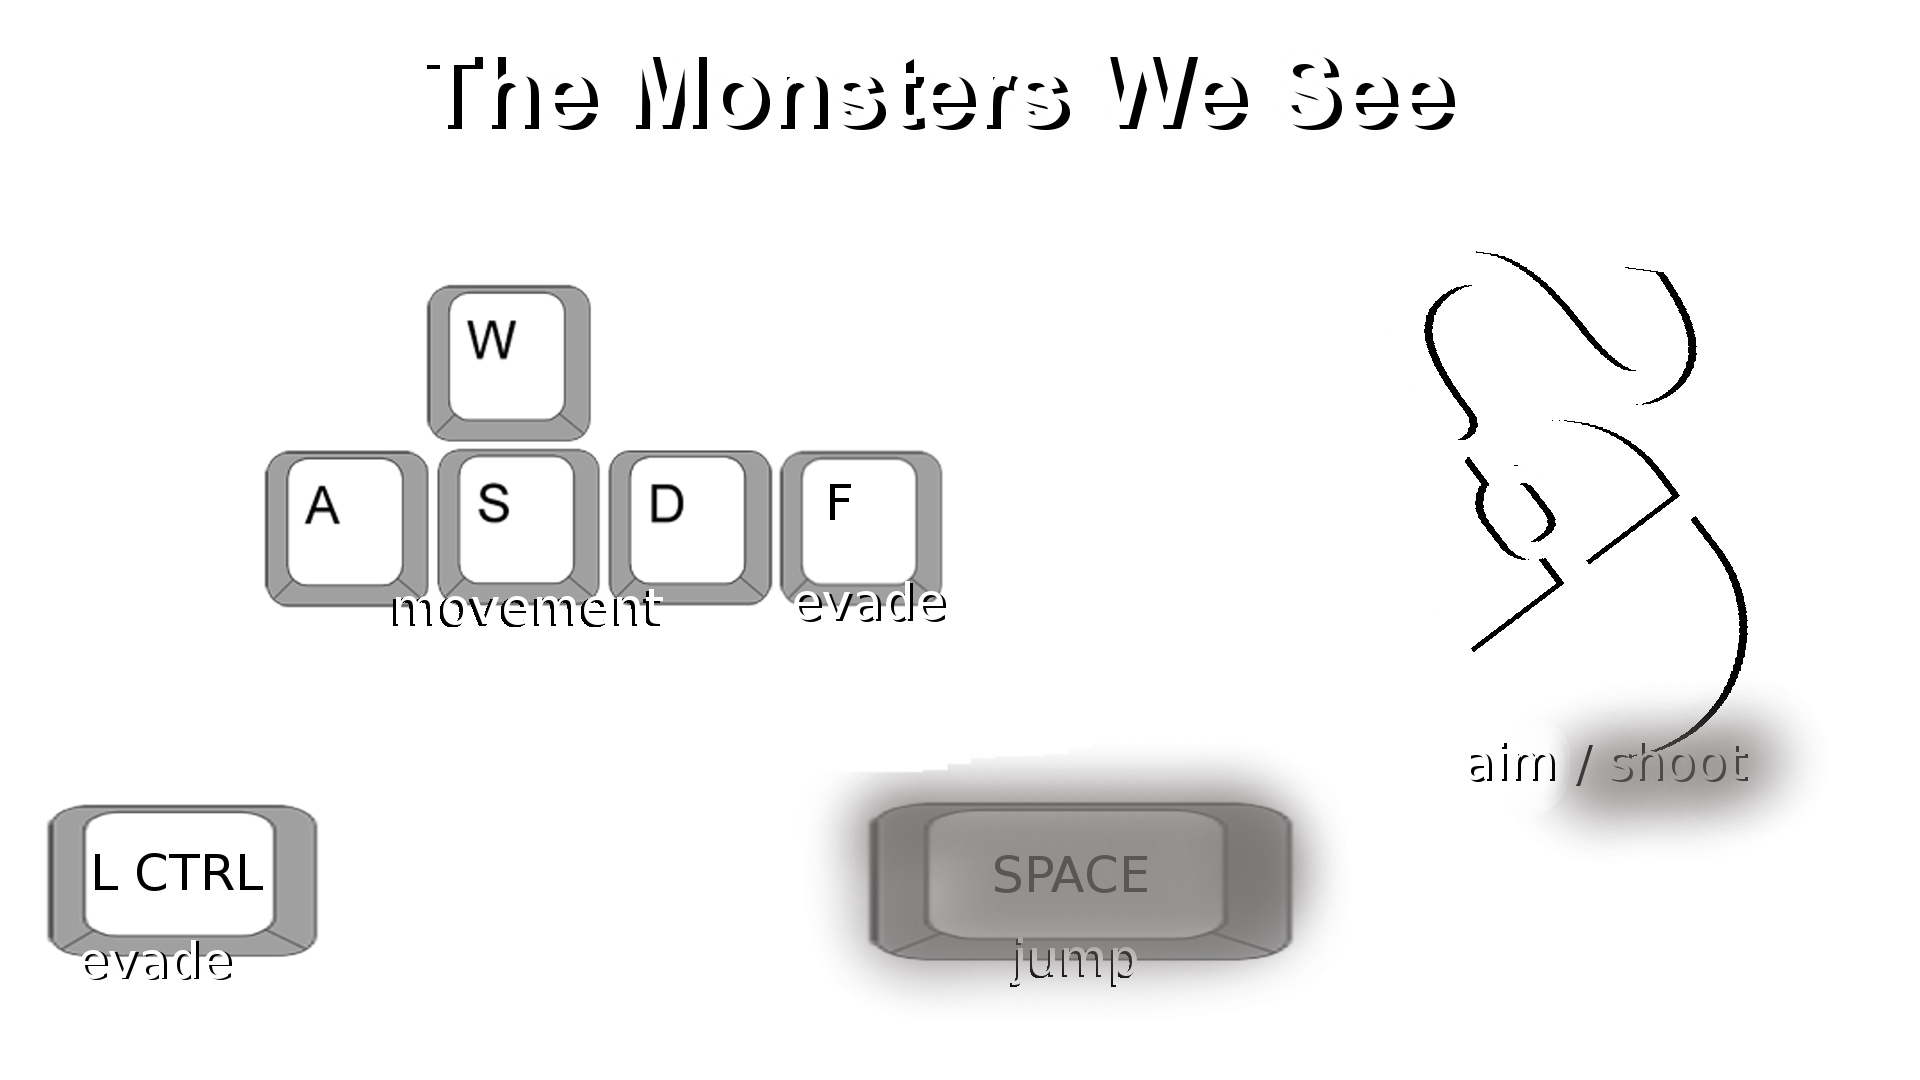 The Monsters We See
W
A S D F
movement evade
aim / shoot
L CTRL SPACE
evade jump